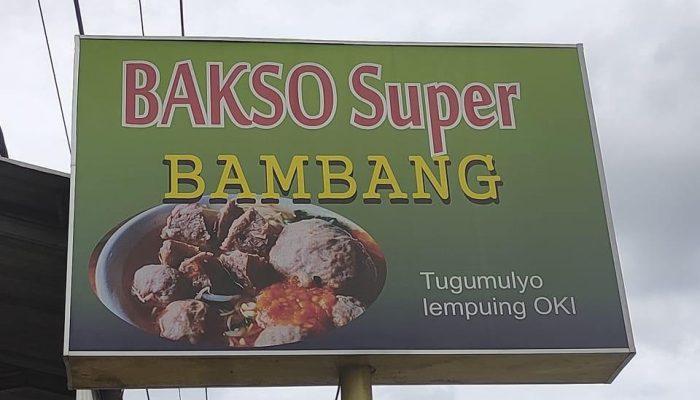 BAKSO Super
BAMBANG
Tugumulyo
lempuing OKI